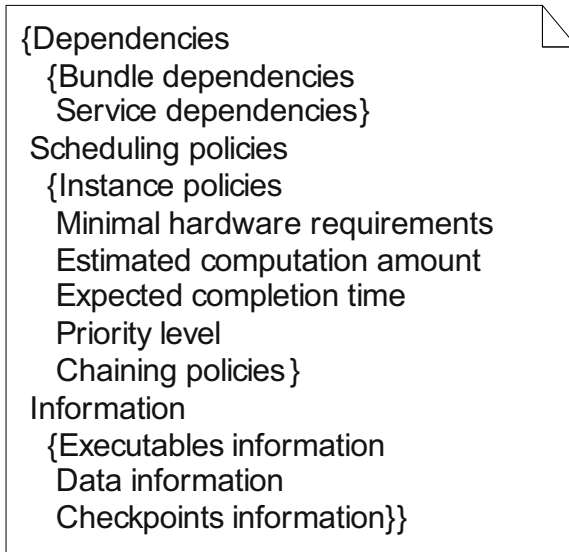 {Dependencies
{Bundle dependencies
Service dependencies}
Scheduling policies
{Instance policies
Minimal hardware requirements
Estimated computation amount
Expected completion time
Priority level
Chaining policies}
Information
{Executables information
Data information
Checkpoints information}}